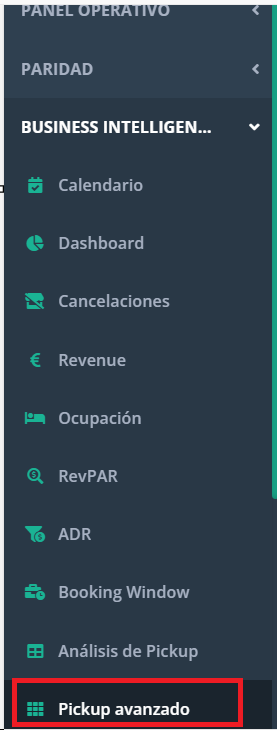 PANEL OPERATIVO
PARIDAD
BUSINESS INTELLIGEN...
Calendario
Dashboard
Cancelaciones
Revenue
Ocupación
RevPAR
ADR
Booking Window
Análisis de Pickup
Pickup avanzado